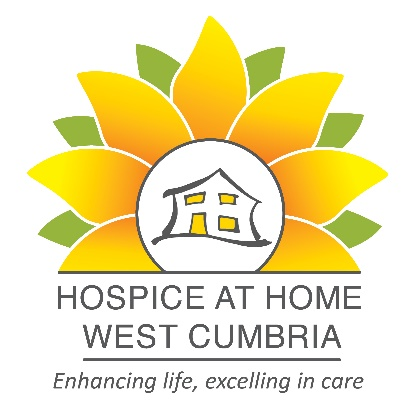 HOSPICE AT HOME
WEST CUMBRIA
Enhancing life, excelling in care